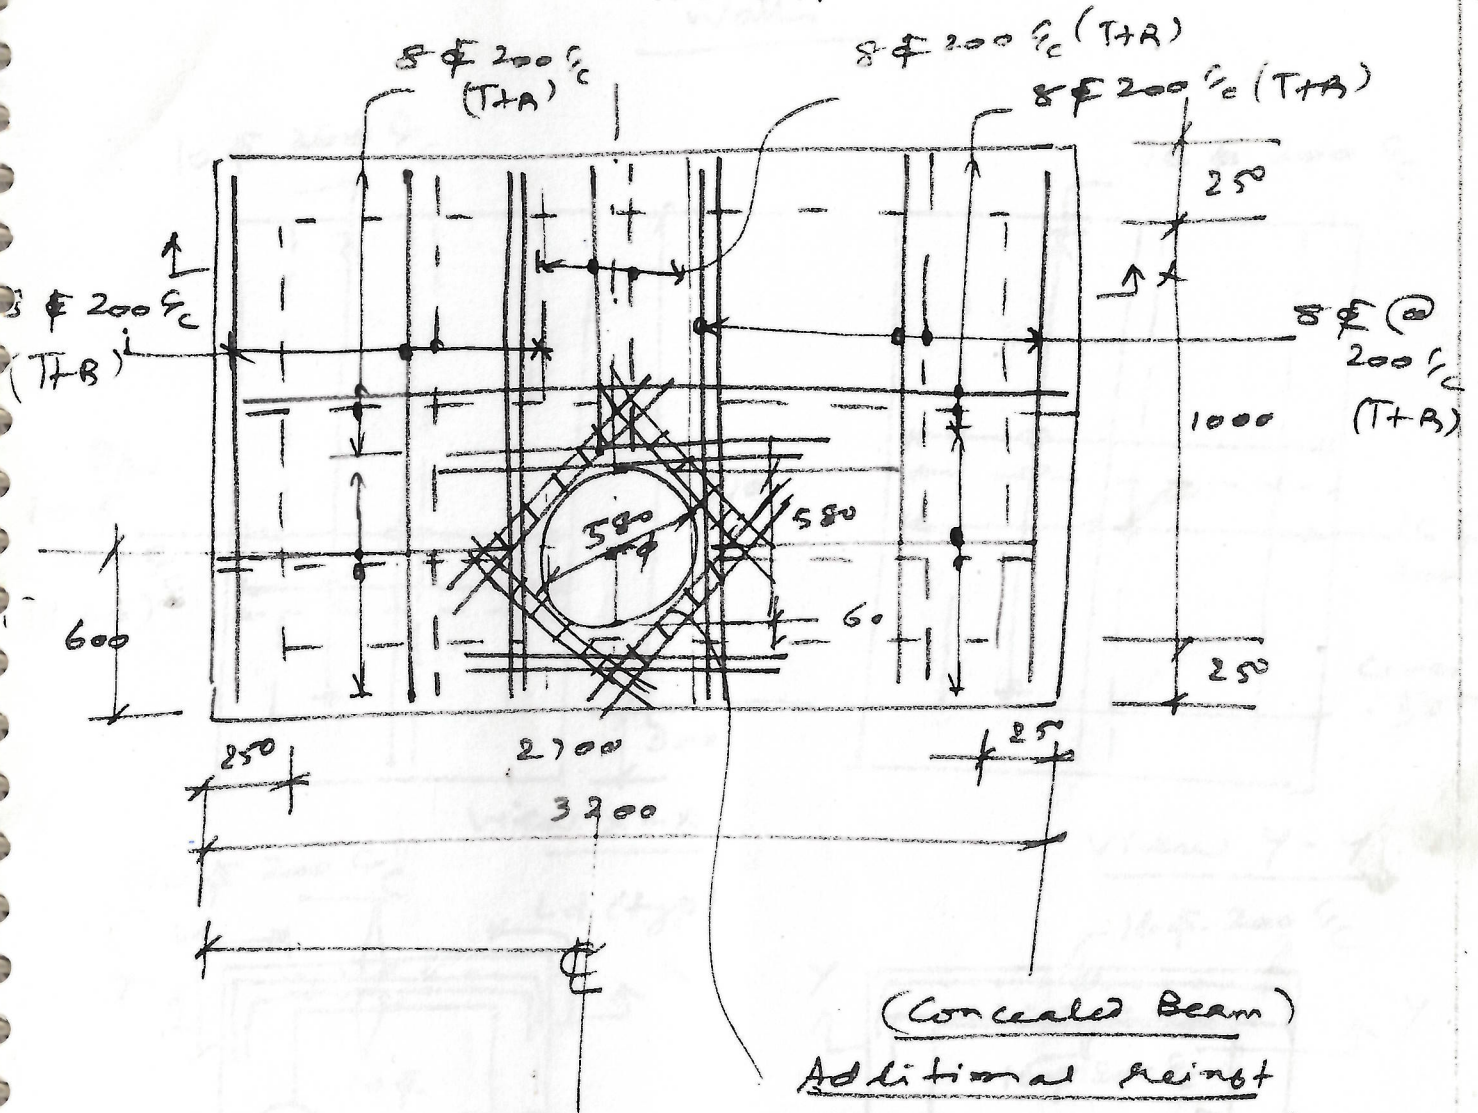 8 ₵ 200 c/c
(T+B)
8 ₵ 200 c/c (T+B)
8 ₵ 200 c/c (T+B)
250
A
₵ 200 c/c
(T+B)
8 ₵ @
200 c/c
(T+B)
1000
580
580
600
60
250
250
2700
25
3200
₵
(Concealed Beam)
Additional reinft